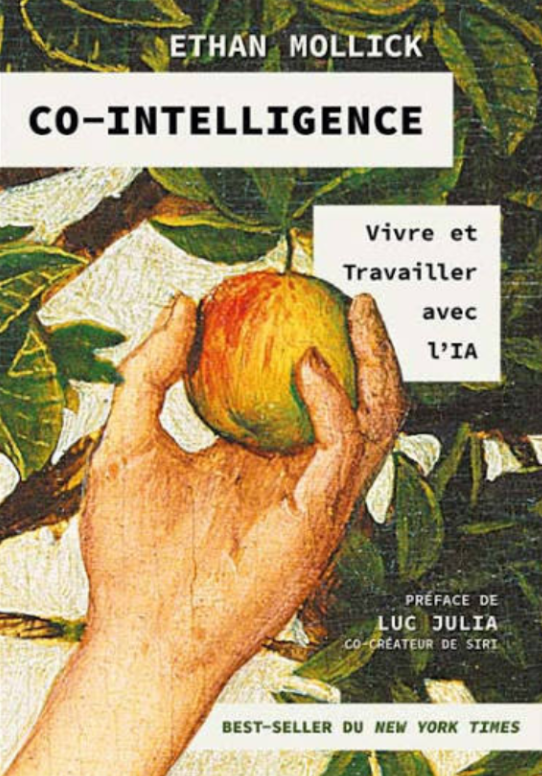 ETHAN MOLLICK
CO-INTELLIGENCE
Vivre et
Travailler
avec
l'IA
PRÉFACE DE
LUC JULIA
CO-CRÉATEUR DE SIRI
BEST-SELLER DU NEW YORK TIMES